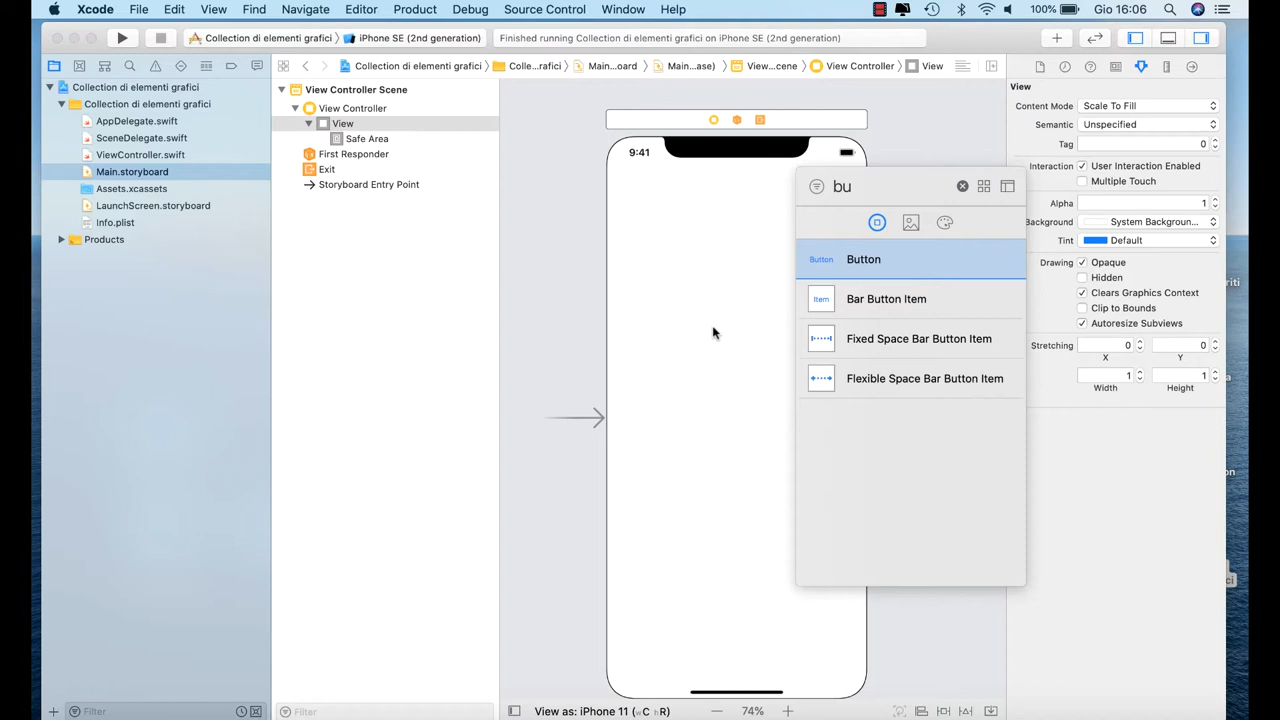 Xcode File Edit View Find Navigate Editor Product Debug Source Control Window Help 100% Gio 16:06
Collection di elementi grafici iPhone SE (2nd generation) Finished running Collection di elementi grafici on iPhone SE (2nd generation)
Collection di elementi grafici Colle...rafici Main....oard Main....ase) View...cene View Controller View
Collection di elementi grafici
Collection di elementi grafici
AppDelegate.swift
SceneDelegate.swift
ViewController.swift
Main.storyboard
Assets.xcassets
LaunchScreen.storyboard
Info.plist
Products
Filter
View Controller Scene
View Controller
View
Safe Area
First Responder
Exit
Storyboard Entry Point
Filter
9:41
bu
Button Button
Item Bar Button Item
Fixed Space Bar Button Item
Flexible Space Bar Button Item
View as: iPhone 11 (wC hR) 74%
View
Content Mode Scale To Fill
Semantic Unspecified
Tag 0
Interaction User Interaction Enabled
Multiple Touch
Alpha 1
Background System Backgroun...
Tint Default
Drawing Opaque
Hidden
Clears Graphics Context
Clip to Bounds
Autoresize Subviews
Stretching 0 0
X Y
1 1
Width Height